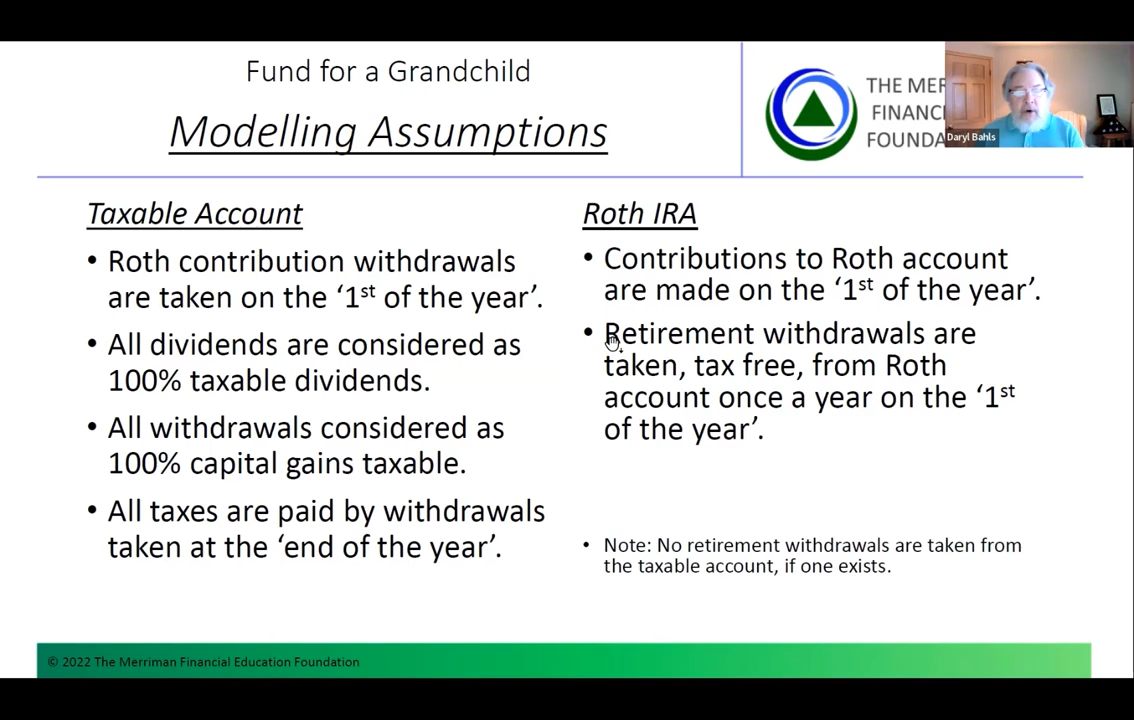 Fund for a Grandchild
Modelling Assumptions
THE MER
FINANC
FOUNDA
Daryl Bahls
Taxable Account
• Roth contribution withdrawals
are taken on the ‘1st of the year’.
• All dividends are considered as
100% taxable dividends.
• All withdrawals considered as
100% capital gains taxable.
• All taxes are paid by withdrawals
taken at the ‘end of the year’.
Roth IRA
• Contributions to Roth account
are made on the ‘1st of the year’.
• Retirement withdrawals are
taken, tax free, from Roth
account once a year on the ‘1st
of the year’.
• Note: No retirement withdrawals are taken from
the taxable account, if one exists.
© 2022 The Merriman Financial Education Foundation